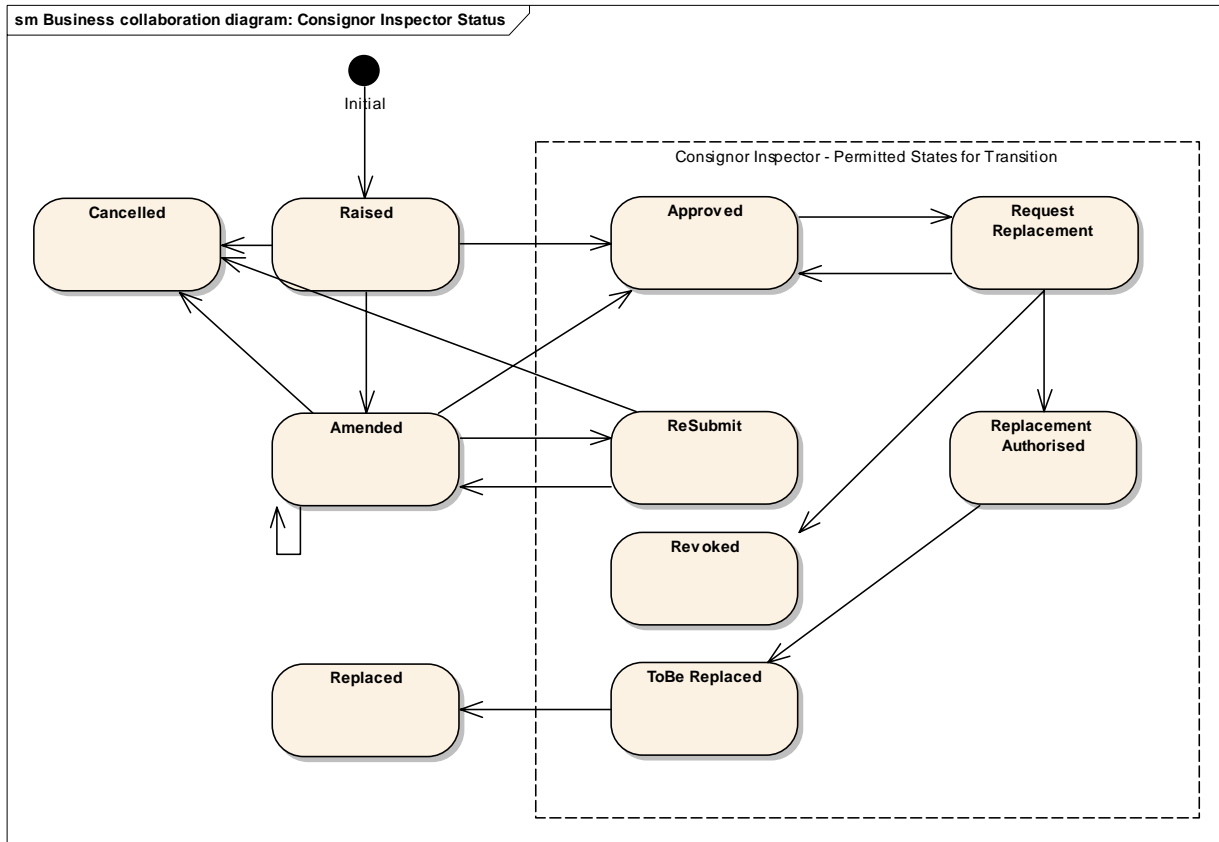 sm Business collaboration diagram: Consignor Inspector Status
Initial
Consignor Inspector - Permitted States for Transition
Cancelled
Raised
Approved
Request
Replacement
Amended
ReSubmit
Replacement
Authorised
Revoked
Replaced
ToBe Replaced